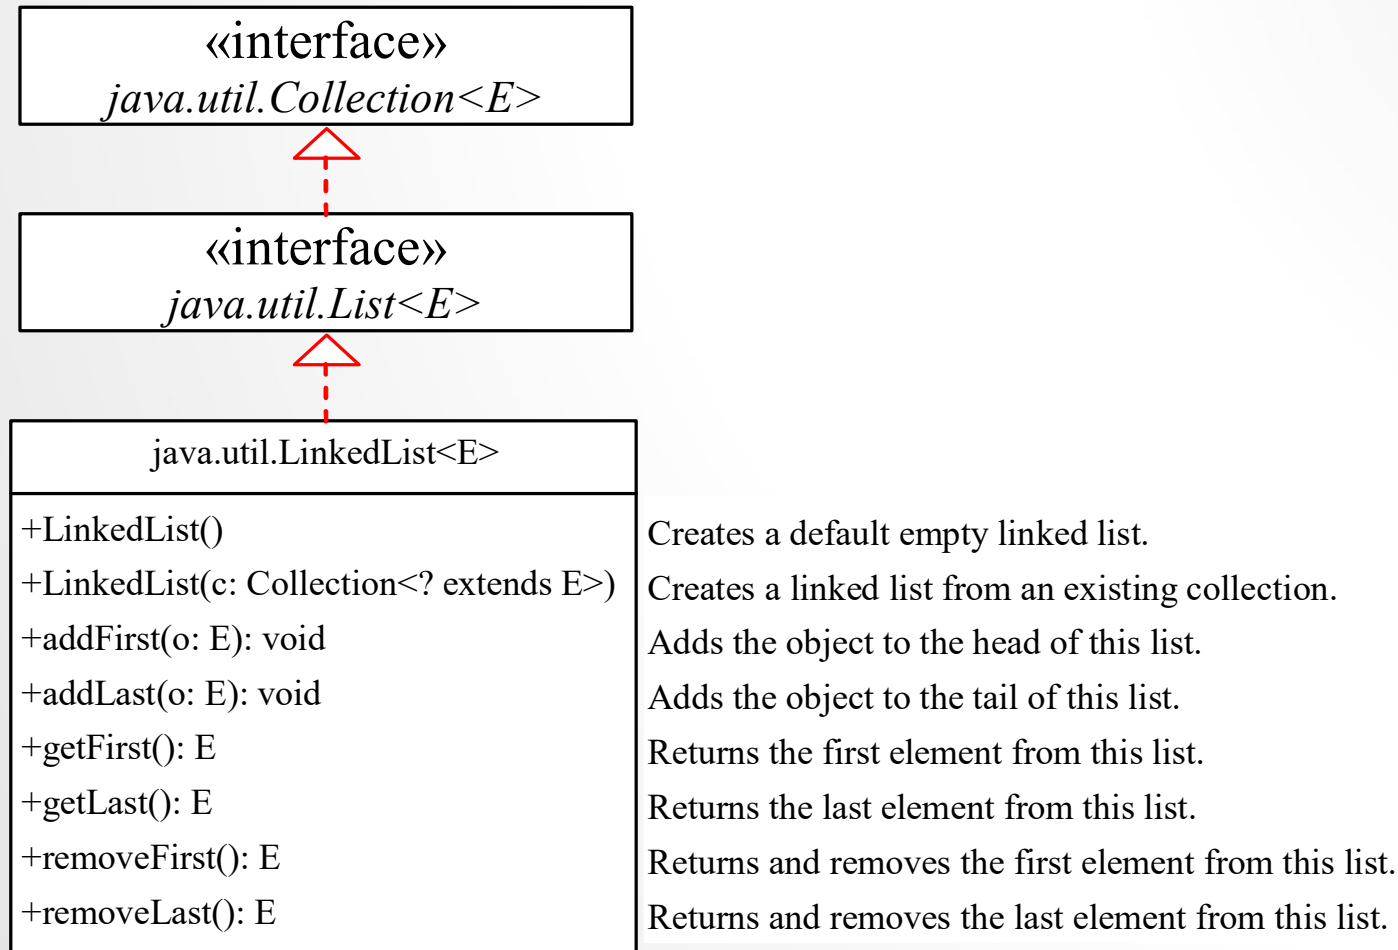 «interface»
java.util.Collection<E>
«interface»
java.util.List<E>
java.util.LinkedList<E>
+LinkedList()
Creates a default empty linked list.
+LinkedList(c: Collection<? extends E>)
Creates a linked list from an existing collection.
+addFirst(o: E): void
Adds the object to the head of this list.
+addLast(o: E): void
Adds the object to the tail of this list.
+getFirst(): E
Returns the first element from this list.
+getLast(): E
Returns the last element from this list.
+removeFirst(): E
Returns and removes the first element from this list.
+removeLast(): E
Returns and removes the last element from this list.